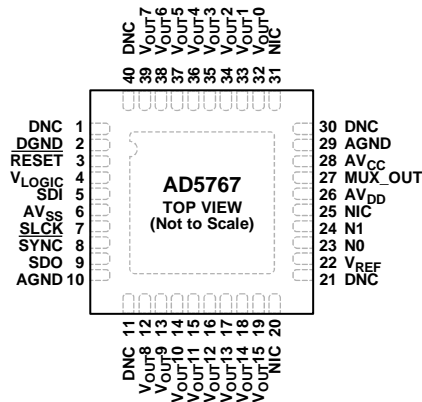 40 DNC
39 VOUT7
38 VOUT6
37 VOUT5
36 VOUT4
35 VOUT3
34 VOUT2
33 VOUT1
32 VOUT0
31 NIC
DNC 1
DGND 2
RESET 3
VLOGIC 4
SDI 5
AVSS 6
SLCK 7
SYNC 8
SDO 9
AGND 10
AD5767
TOP VIEW
(Not to Scale)
30 DNC
29 AGND
28 AVCC
27 MUX_OUT
26 AVDD
25 NIC
24 N1
23 N0
22 VREF
21 DNC
DNC 11
VOUT8 12
VOUT9 13
VOUT10 14
VOUT11 15
VOUT12 16
VOUT13 17
VOUT14 18
VOUT15 19
NIC 20